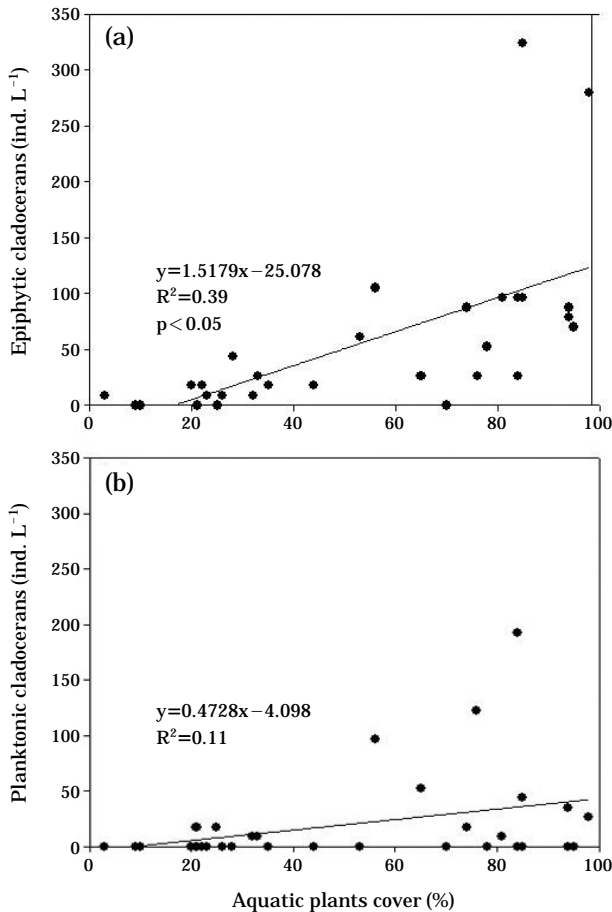 (a)
Epiphytic cladocerans (ind. L⁻¹)
350
300
250
200
150
100
50
0
y=1.5179x−25.078
R²=0.39
p<0.05
0 20 40 60 80 100
(b)
Planktonic cladocerans (ind. L⁻¹)
350
300
250
200
150
100
50
0
y=0.4728x−4.098
R²=0.11
0 20 40 60 80 100
Aquatic plants cover (%)